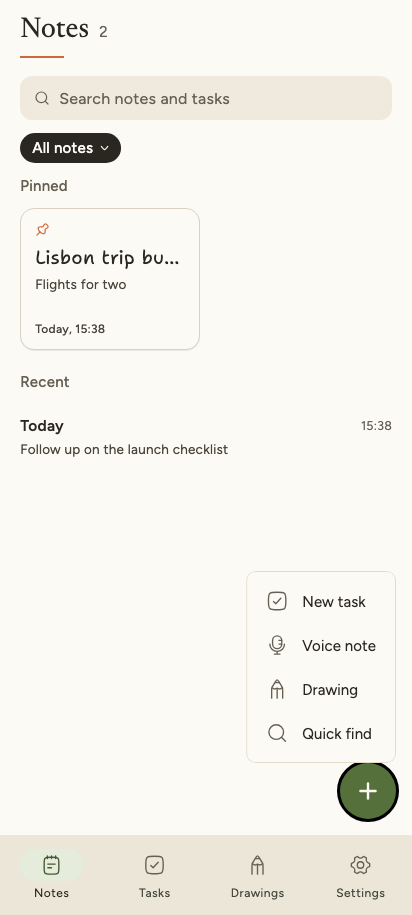 Notes 2
Search notes and tasks
All notes
Pinned
Lisbon trip bu...
Flights for two
Today, 15:38
Recent
Today 15:38
Follow up on the launch checklist
New task
Voice note
Drawing
Quick find
Notes Tasks Drawings Settings